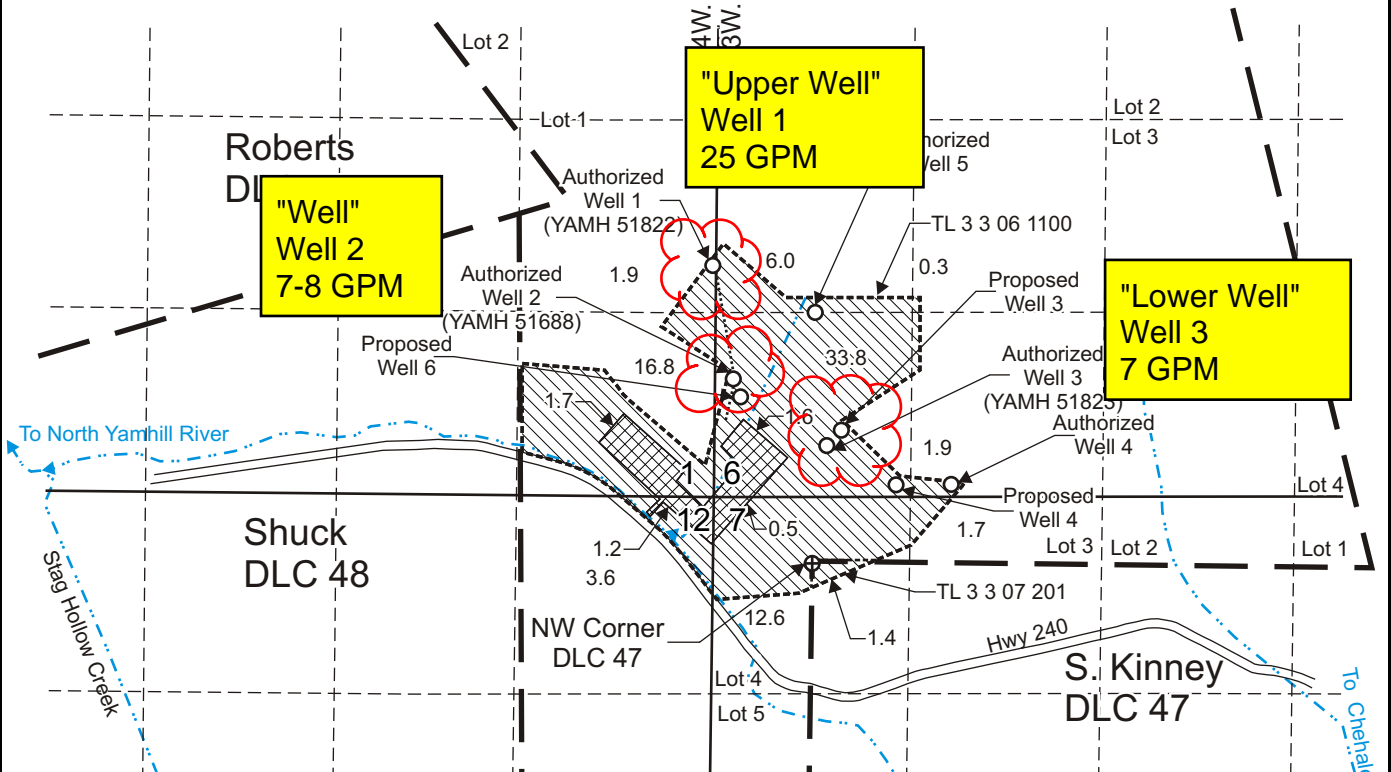 4W.
3W.
Lot 2
"Upper Well"
Well 1
25 GPM
Lot 1
Lot 2
Lot 3
Roberts
"Well"
Well 2
7-8 GPM
Authorized
Well 1
(YAMH 51822)
Well 5
TL 3 3 06 1100
1.9
6.0
0.3
Authorized
Well 2
(YAMH 51688)
Proposed
Well 3
"Lower Well"
Well 3
7 GPM
Proposed
Well 6
16.8
33.8
Authorized
Well 3
(YAMH 51823)
1.7
1.6
Authorized
Well 4
1.9
To North Yamhill River
1
6
12
7
Lot 4
Proposed
Well 4
Shuck
DLC 48
1.2
0.5
1.7
3.6
Lot 3
Lot 2
Lot 1
Stag Hollow Creek
TL 3 3 07 201
12.6
NW Corner
DLC 47
1.4
Hwy 240
S. Kinney
DLC 47
Lot 4
Lot 5
To